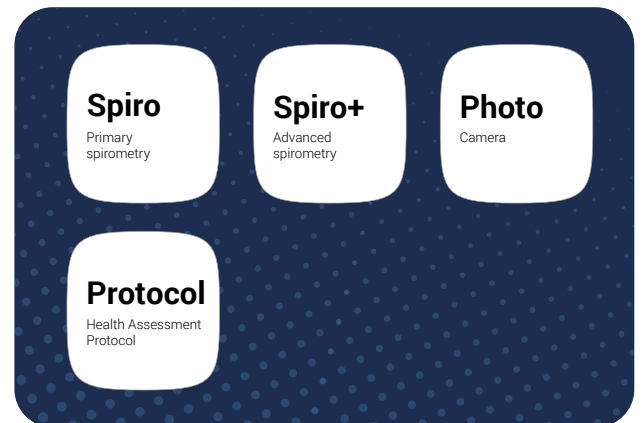 Spiro
Primary
spirometry
Spiro+
Advanced
spirometry
Photo
Camera
Protocol
Health Assessment
Protocol